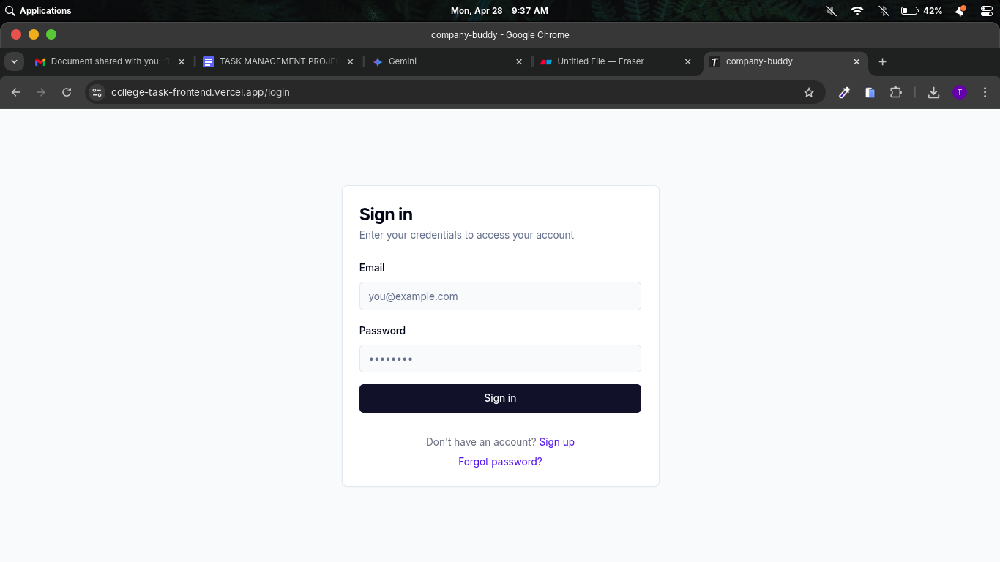 Applications
Mon, Apr 28 9:37 AM
42%
company-buddy - Google Chrome
Document shared with you: "
TASK MANAGEMENT PROJE
Gemini
Untitled File — Eraser
company-buddy
college-task-frontend.vercel.app/login
T
Sign in
Enter your credentials to access your account
Email
you@example.com
Password
••••••••
Sign in
Don't have an account? Sign up
Forgot password?